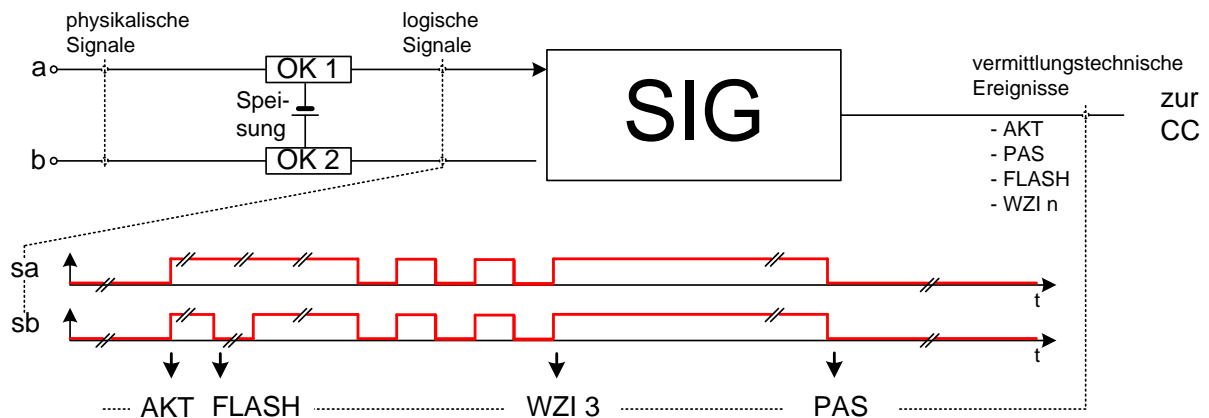 physikalische
Signale
logische
Signale
a
OK 1
Spei-
sung
b
OK 2
SIG
vermittlungstechnische
Ereignisse
- AKT
- PAS
- FLASH
- WZI n
zur
CC
sa
t
sb
t
AKT FLASH WZI 3 PAS